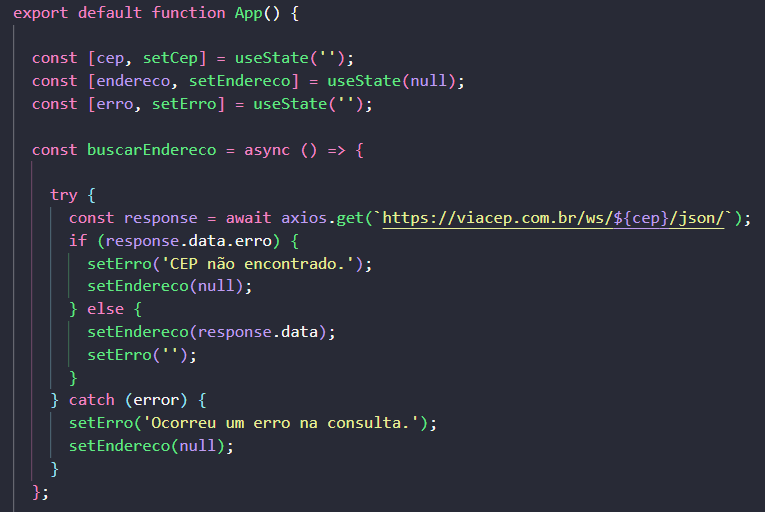 export default function App() {
const [cep, setCep] = useState('');
const [endereco, setEndereco] = useState(null);
const [erro, setErro] = useState('');
const buscarEndereco = async () => {
try {
const response = await axios.get(`https://viacep.com.br/ws/${cep}/json/`);
if (response.data.erro) {
setErro('CEP não encontrado.');
setEndereco(null);
} else {
setEndereco(response.data);
setErro('');
}
} catch (error) {
setErro('Ocorreu um erro na consulta.');
setEndereco(null);
}
};